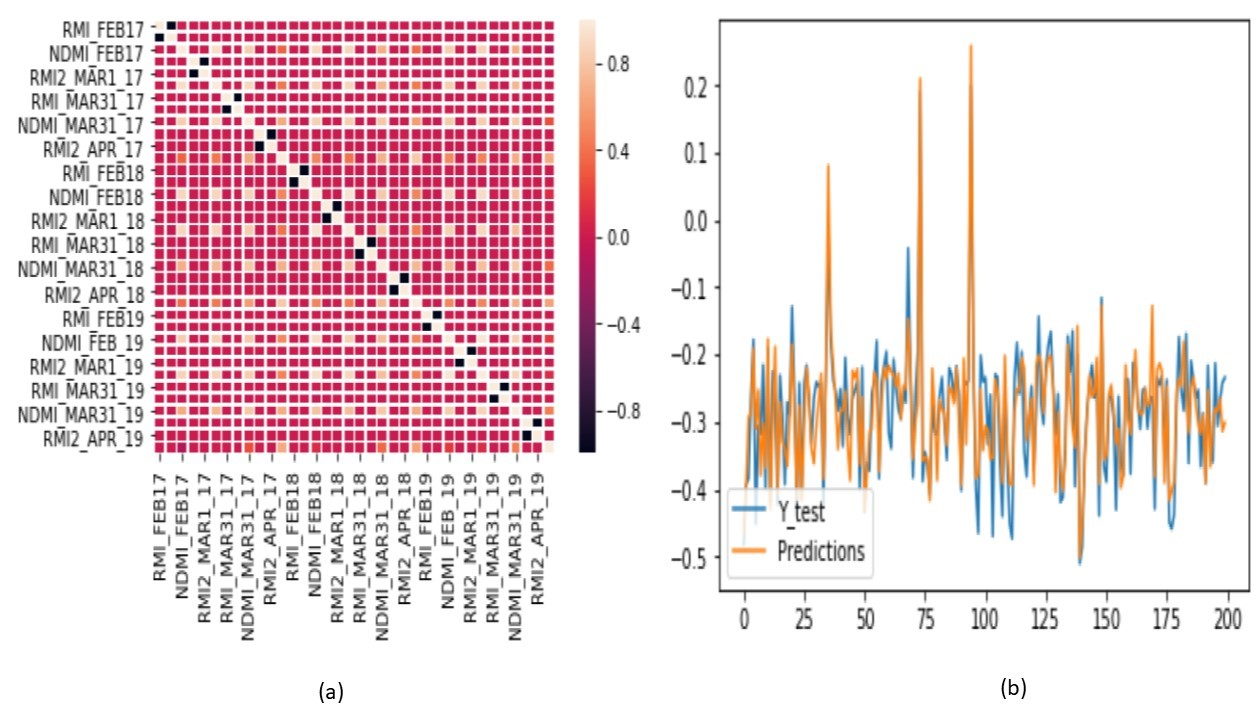 RMI_FEB17
NDMI_FEB17
RMI2_MAR1_17
RMI_MAR31_17
NDMI_MAR31_17
RMI2_APR_17
RMI_FEB18
NDMI_FEB18
RMI2_MAR1_18
RMI_MAR31_18
NDMI_MAR31_18
RMI2_APR_18
RMI_FEB19
NDMI_FEB_19
RMI2_MAR1_19
RMI_MAR31_19
NDMI_MAR31_19
RMI2_APR_19
RMI_FEB17
NDMI_FEB17
RMI2_MAR1_17
RMI_MAR31_17
NDMI_MAR31_17
RMI2_APR_17
RMI_FEB18
NDMI_FEB18
RMI2_MAR1_18
RMI_MAR31_18
NDMI_MAR31_18
RMI2_APR_18
RMI_FEB19
NDMI_FEB_19
RMI2_MAR1_19
RMI_MAR31_19
NDMI_MAR31_19
RMI2_APR_19
0.8
0.4
0.0
−0.4
−0.8
(a)
0.2
0.1
0.0
−0.1
−0.2
−0.3
−0.4
−0.5
Y_test
Predictions
0 25 50 75 100 125 150 175 200
(b)